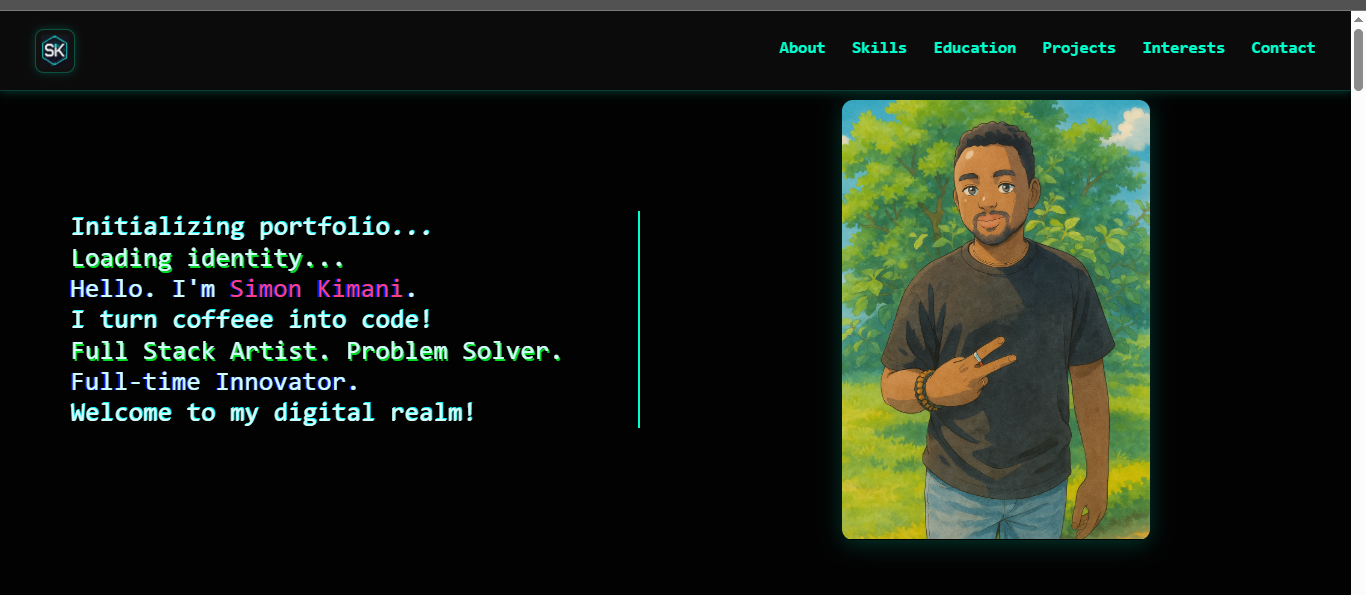 SK
About Skills Education Projects Interests Contact
Initializing portfolio...
Loading identity...
Hello. I'm Simon Kimani.
I turn coffeee into code!
Full Stack Artist. Problem Solver.
Full-time Innovator.
Welcome to my digital realm!